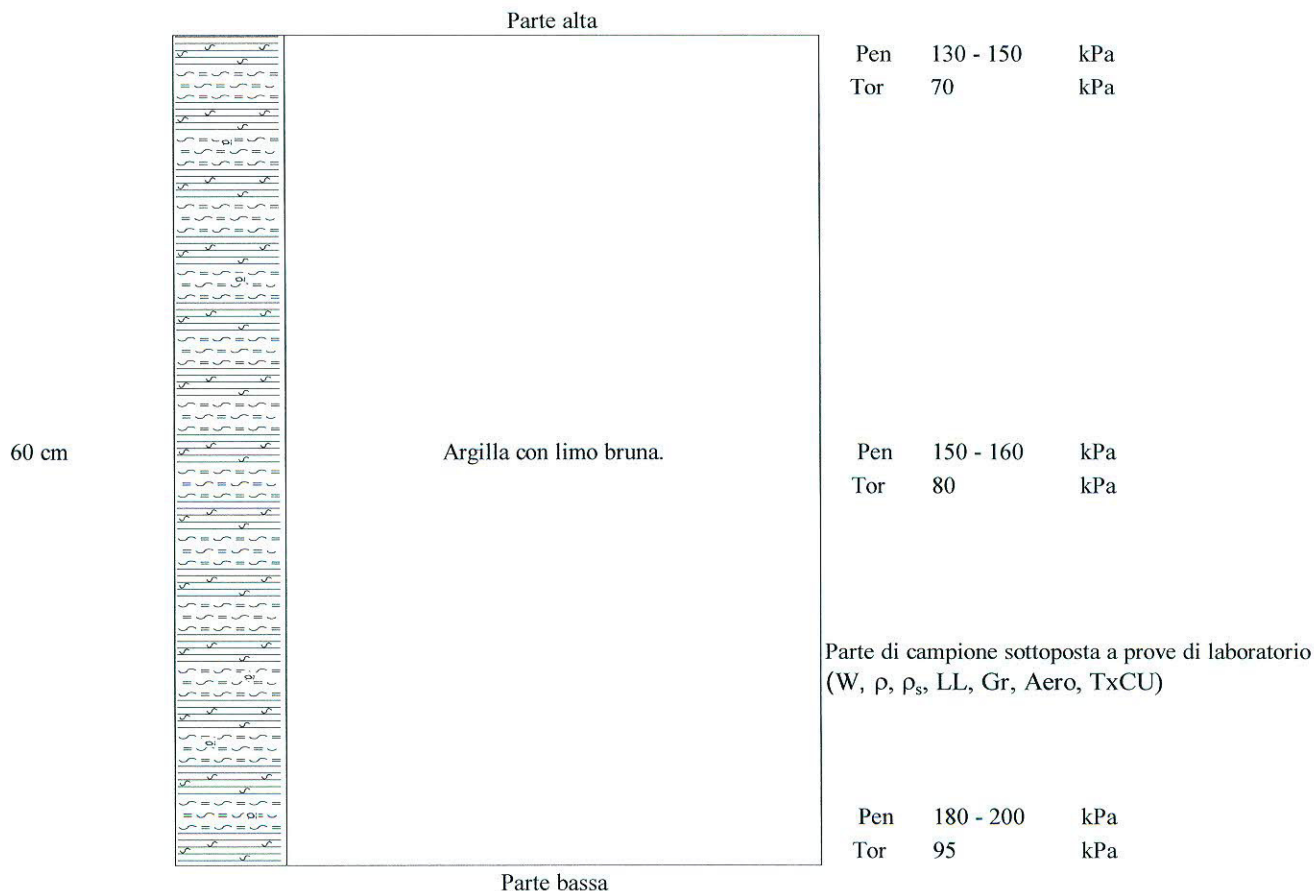 Parte alta
Pen 130 - 150 kPa
Tor 70 kPa
60 cm
Argilla con limo bruna.
Pen 150 - 160 kPa
Tor 80 kPa
Parte di campione sottoposta a prove di laboratorio
(W, ρ, ρs, LL, Gr, Aero, TxCU)
Pen 180 - 200 kPa
Tor 95 kPa
Parte bassa